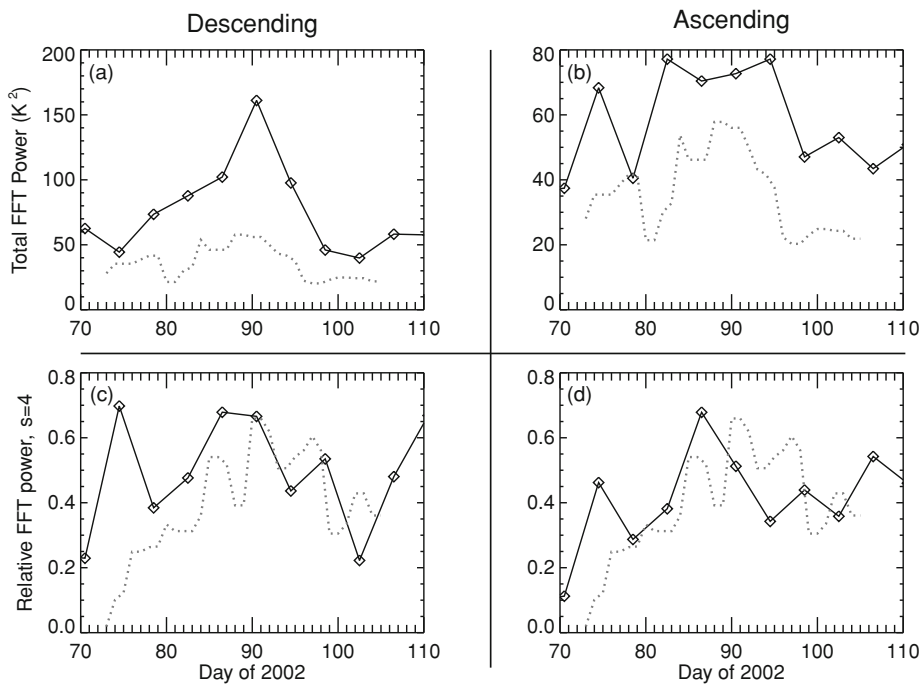 Descending
Ascending
(a)
Total FFT Power (K²)
200
150
100
50
0
70 80 90 100 110
(b)
80
60
40
20
0
70 80 90 100 110
(c)
Relative FFT power, s=4
0.8
0.6
0.4
0.2
0.0
70 80 90 100 110
Day of 2002
(d)
0.8
0.6
0.4
0.2
0.0
70 80 90 100 110
Day of 2002